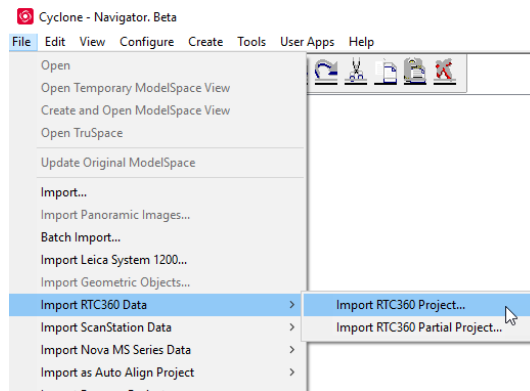 Cyclone - Navigator. Beta
File Edit View Configure Create Tools User Apps Help
Open
Open Temporary ModelSpace View
Create and Open ModelSpace View
Open TruSpace
Update Original ModelSpace
Import...
Import Panoramic Images...
Batch Import...
Import Leica System 1200...
Import Geometric Objects...
Import RTC360 Data
Import RTC360 Project...
Import ScanStation Data
Import RTC360 Partial Project...
Import Nova MS Series Data
Import as Auto Align Project